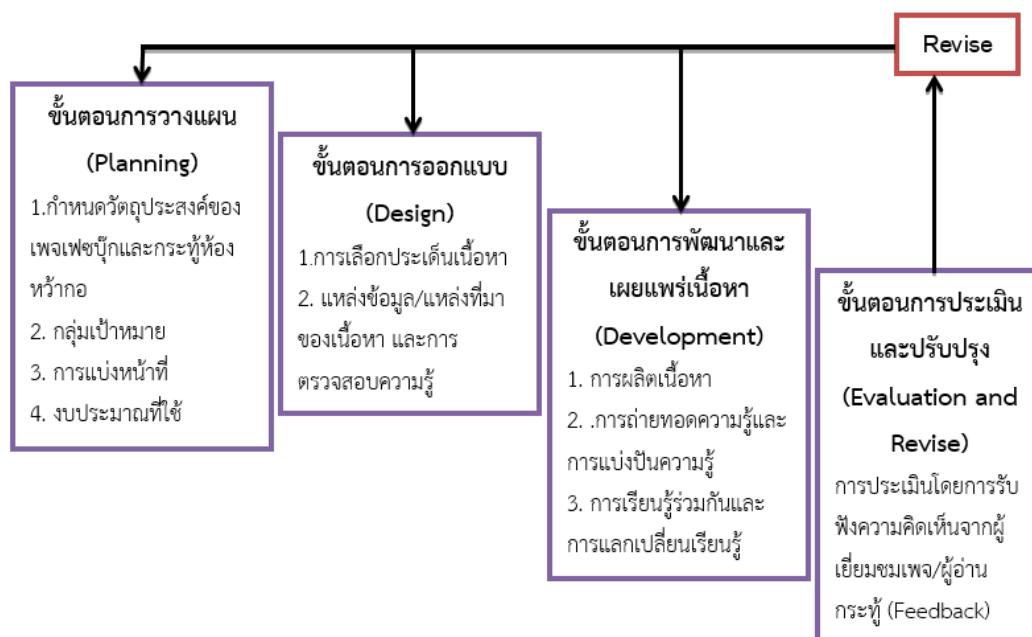 Revise
ขั้นตอนการวางแผน
(Planning)
1.กำหนดวัตถุประสงค์ของ
เพจเฟซบุ๊กและกระทู้ห้อง
หว้ากอ
2. กลุ่มเป้าหมาย
3. การแบ่งหน้าที่
4. งบประมาณที่ใช้
ขั้นตอนการออกแบบ
(Design)
1.การเลือกประเด็นเนื้อหา
2. แหล่งข้อมูล/แหล่งที่มา
ของเนื้อหา และการ
ตรวจสอบความรู้
ขั้นตอนการพัฒนาและ
เผยแพร่เนื้อหา
(Development)
1. การผลิตเนื้อหา
2. .การถ่ายทอดความรู้และ
การแบ่งปันความรู้
3. การเรียนรู้ร่วมกันและ
การแลกเปลี่ยนเรียนรู้
ขั้นตอนการประเมิน
และปรับปรุง
(Evaluation and
Revise)
การประเมินโดยการรับ
ฟังความคิดเห็นจากผู้
เยี่ยมชมเพจ/ผู้อ่าน
กระทู้ (Feedback)